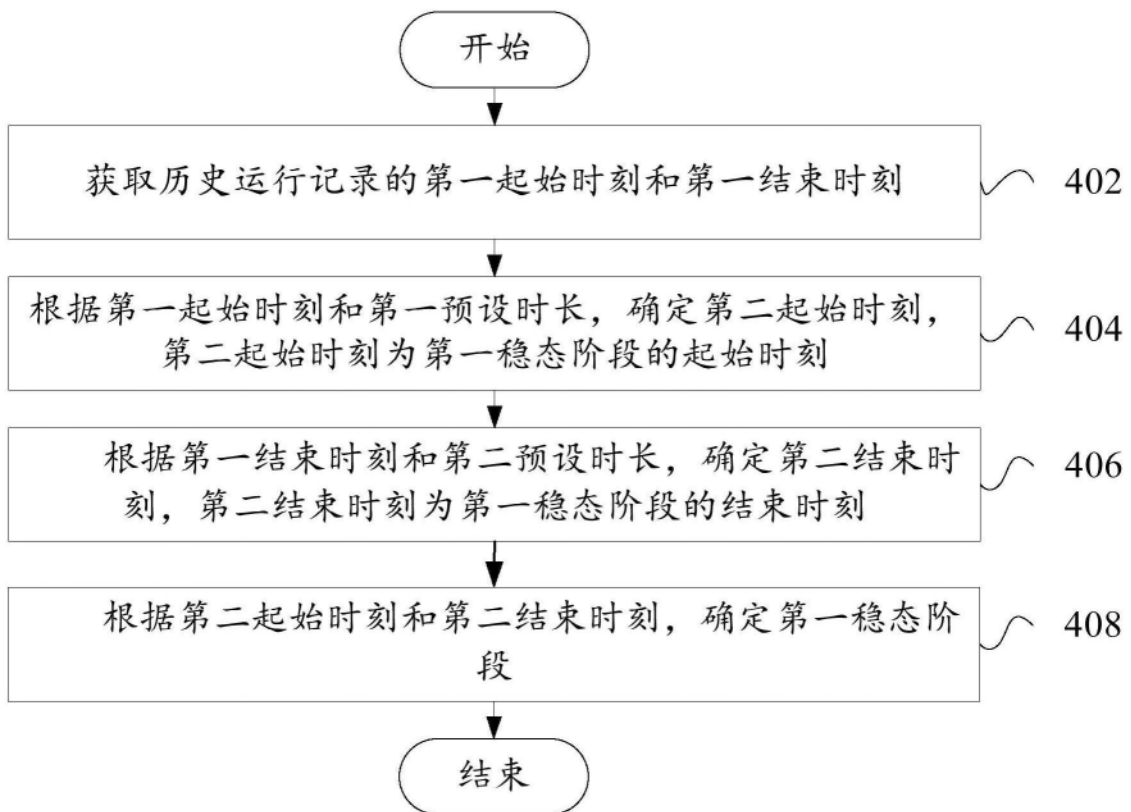 开始
获取历史运行记录的第一起始时刻和第一结束时刻
402
根据第一起始时刻和第一预设时长，确定第二起始时刻，
第二起始时刻为第一稳态阶段的起始时刻
404
根据第一结束时刻和第二预设时长，确定第二结束时
刻，第二结束时刻为第一稳态阶段的结束时刻
406
根据第二起始时刻和第二结束时刻，确定第一稳态阶
段
408
结束